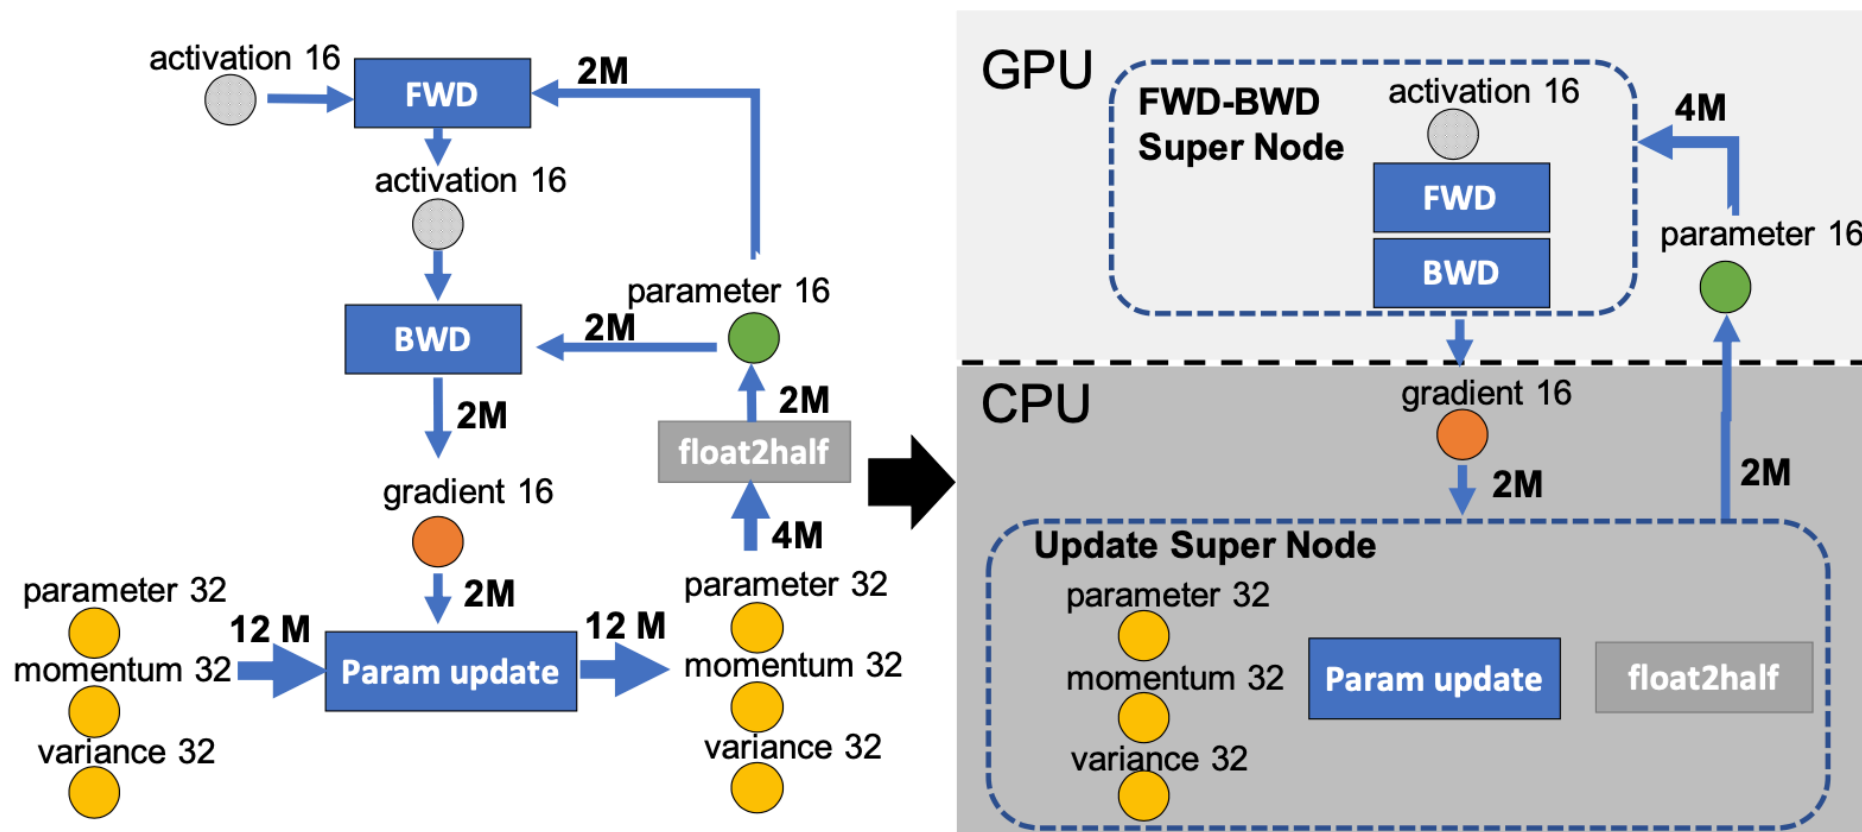 activation 16
FWD
2M
activation 16
parameter 16
BWD
2M
2M
2M
float2half
gradient 16
4M
2M
parameter 32
momentum 32
variance 32
12 M
Param update
12 M
parameter 32
momentum 32
variance 32
GPU
FWD-BWD
Super Node
activation 16
FWD
BWD
4M
parameter 16
CPU
gradient 16
2M
2M
Update Super Node
parameter 32
momentum 32
variance 32
Param update
float2half